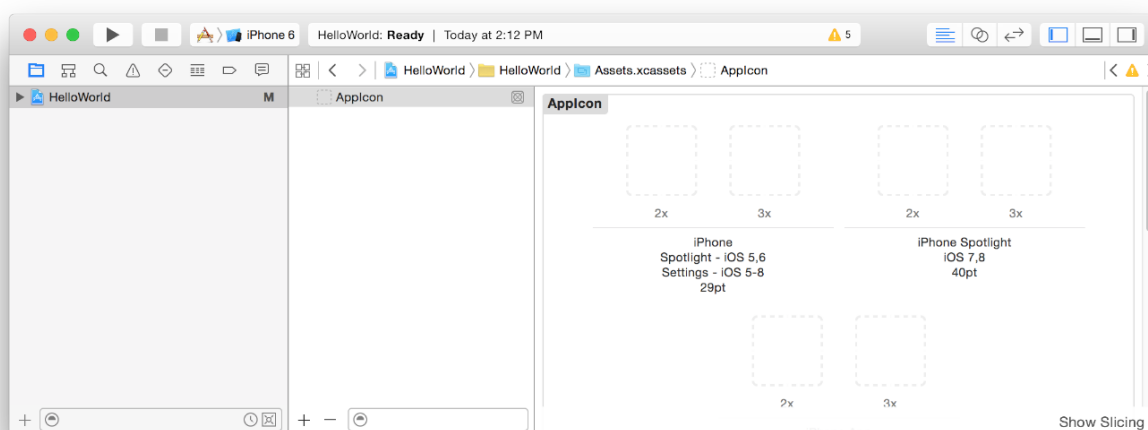 iPhone 6
HelloWorld: Ready | Today at 2:12 PM
5
HelloWorld
HelloWorld
Assets.xcassets
AppIcon
HelloWorld M
AppIcon
AppIcon
2x 3x 2x 3x
iPhone
Spotlight - iOS 5,6
Settings - iOS 5-8
29pt
iPhone Spotlight
iOS 7,8
40pt
2x 3x
Show Slicing